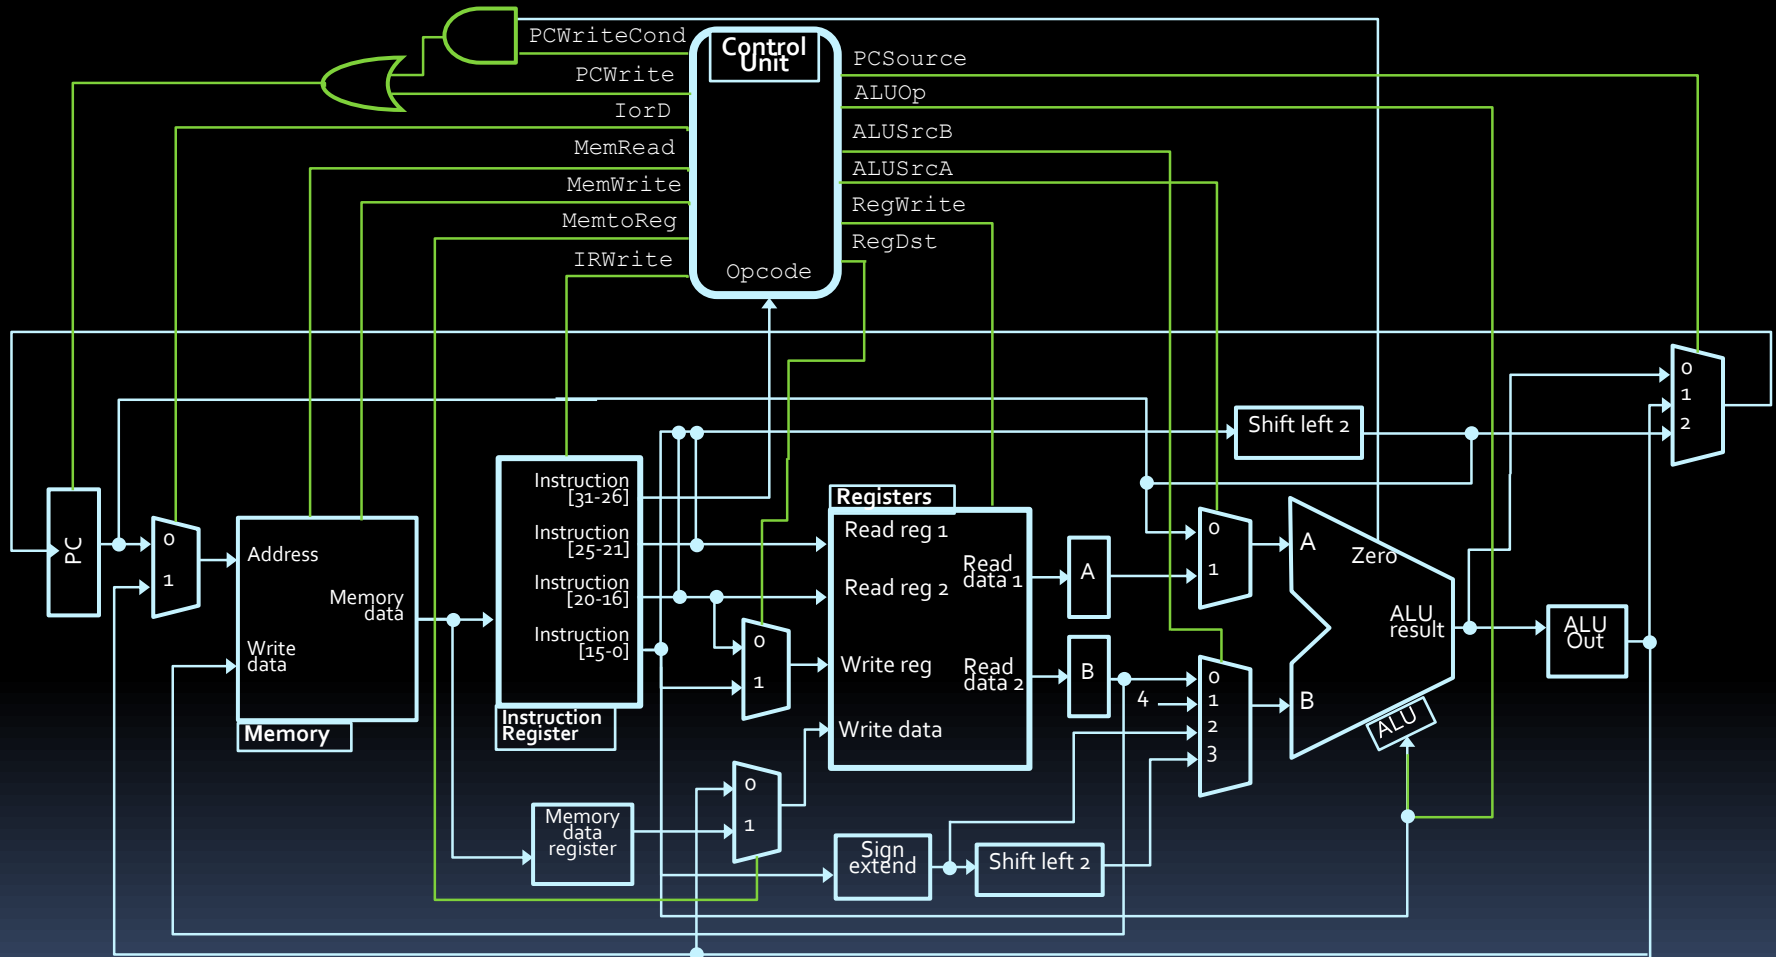 PCWriteCond
PCWrite
IorD
MemRead
MemWrite
MemtoReg
IRWrite
Control
Unit
Opcode
PCSource
ALUOp
ALUSrcB
ALUSrcA
RegWrite
RegDst
PC
0
1
Address
Memory
data
Write
data
Memory
Instruction
[31-26]
Instruction
[25-21]
Instruction
[20-16]
Instruction
[15-0]
Instruction
Register
0
1
Memory
data
register
0
1
Registers
Read reg 1
Read reg 2
Write reg
Write data
Read
data 1
Read
data 2
Sign
extend
Shift left 2
A
B
4
0
1
0
1
2
3
Shift left 2
A
B
Zero
ALU
result
ALU
ALU
Out
0
1
2